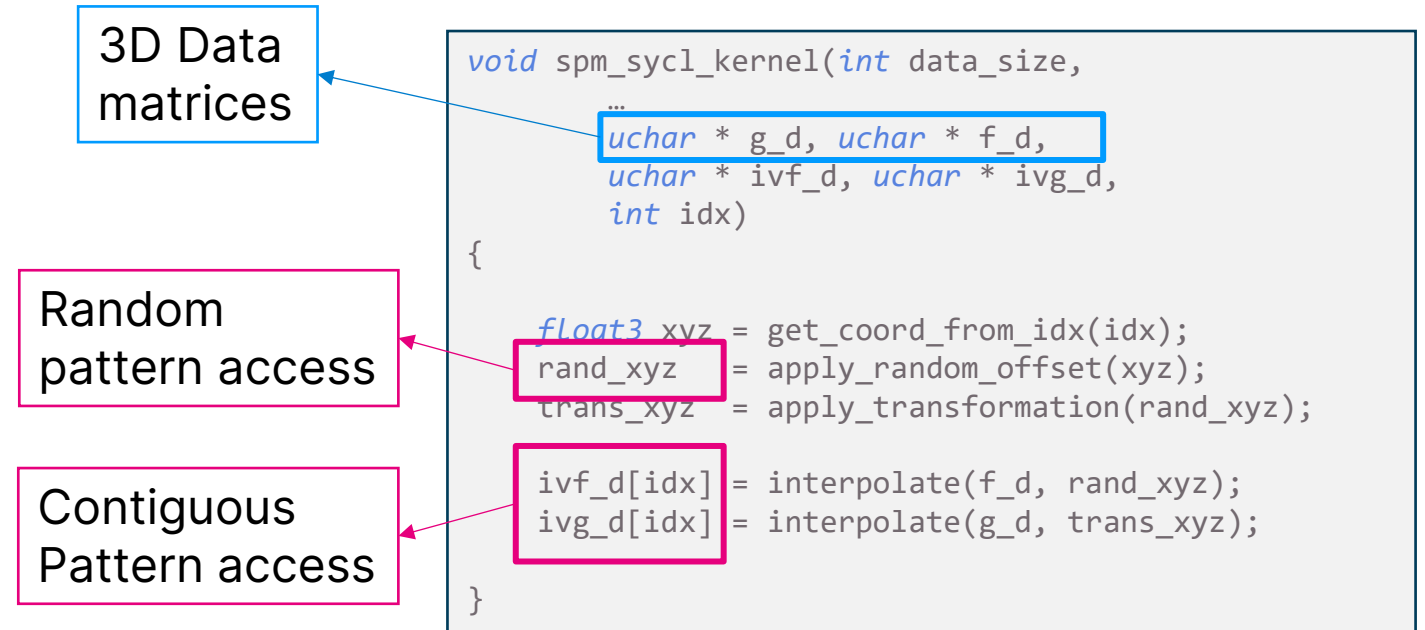 3D Data
matrices
void spm_sycl_kernel(int data_size,
…
uchar * g_d, uchar * f_d,
uchar * ivf_d, uchar * ivg_d,
int idx)
{
Random
pattern access
float3 xyz = get_coord_from_idx(idx);
rand_xyz = apply_random_offset(xyz);
trans_xyz = apply_transformation(rand_xyz);
Contiguous
Pattern access
ivf_d[idx] = interpolate(f_d, rand_xyz);
ivg_d[idx] = interpolate(g_d, trans_xyz);
}